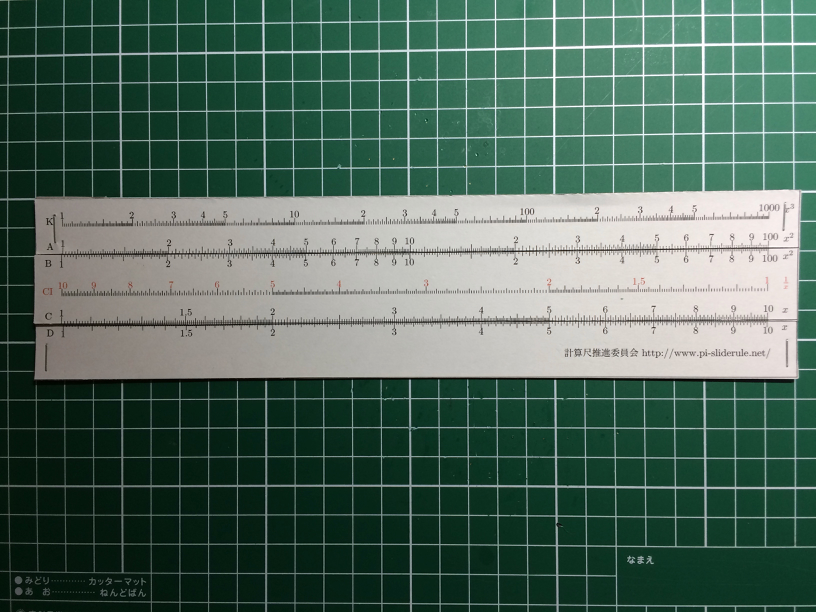 K 1 2 3 4 5 10 2 3 4 5 100 2 3 4 5 1000 x³
A 1 2 3 4 5 6 7 8 9 10 2 3 4 5 6 7 8 9 100 x²
B 1 2 3 4 5 6 7 8 9 10 2 3 4 5 6 7 8 9 100 x²
CI 10 9 8 7 6 5 4 3 2 1.5 1 1/x
C 1 1.5 2 3 4 5 6 7 8 9 10 x
D 1 1.5 2 3 4 5 6 7 8 9 10 x
計算尺推進委員会 http://www.pi-sliderule.net/
なまえ
●みどり………… カッターマット
●あ お………… ねんどばん